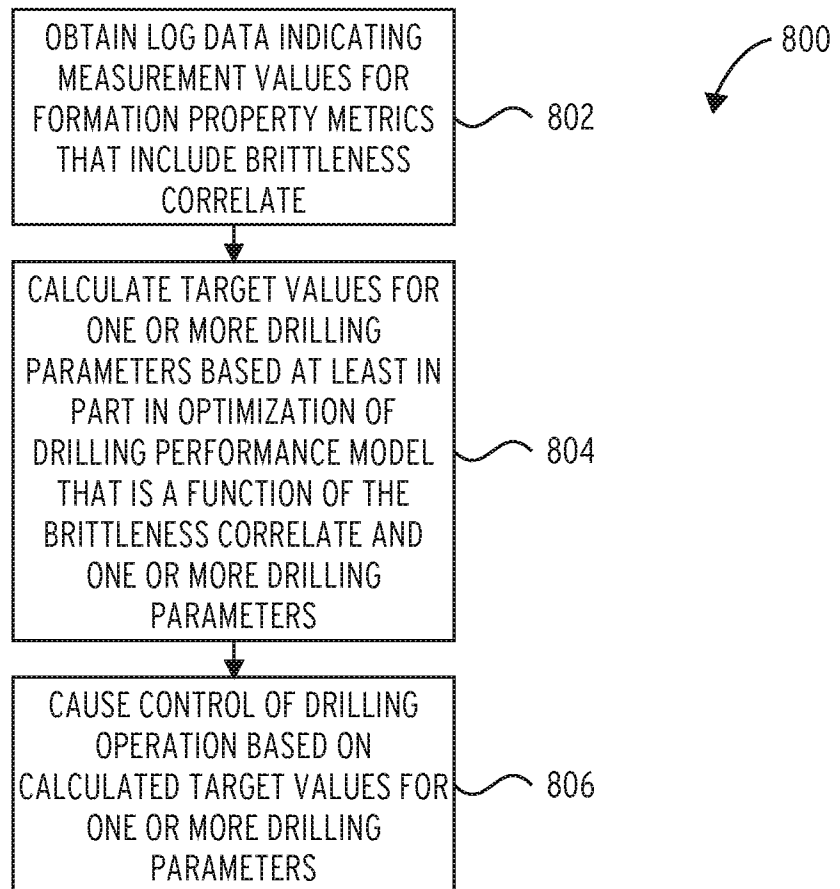 OBTAIN LOG DATA INDICATING
MEASUREMENT VALUES FOR
FORMATION PROPERTY METRICS
THAT INCLUDE BRITTLENESS
CORRELATE
800
802
CALCULATE TARGET VALUES FOR
ONE OR MORE DRILLING
PARAMETERS BASED AT LEAST IN
PART IN OPTIMIZATION OF
DRILLING PERFORMANCE MODEL
THAT IS A FUNCTION OF THE
BRITTLENESS CORRELATE AND
ONE OR MORE DRILLING
PARAMETERS
804
CAUSE CONTROL OF DRILLING
OPERATION BASED ON
CALCULATED TARGET VALUES FOR
ONE OR MORE DRILLING
PARAMETERS
806